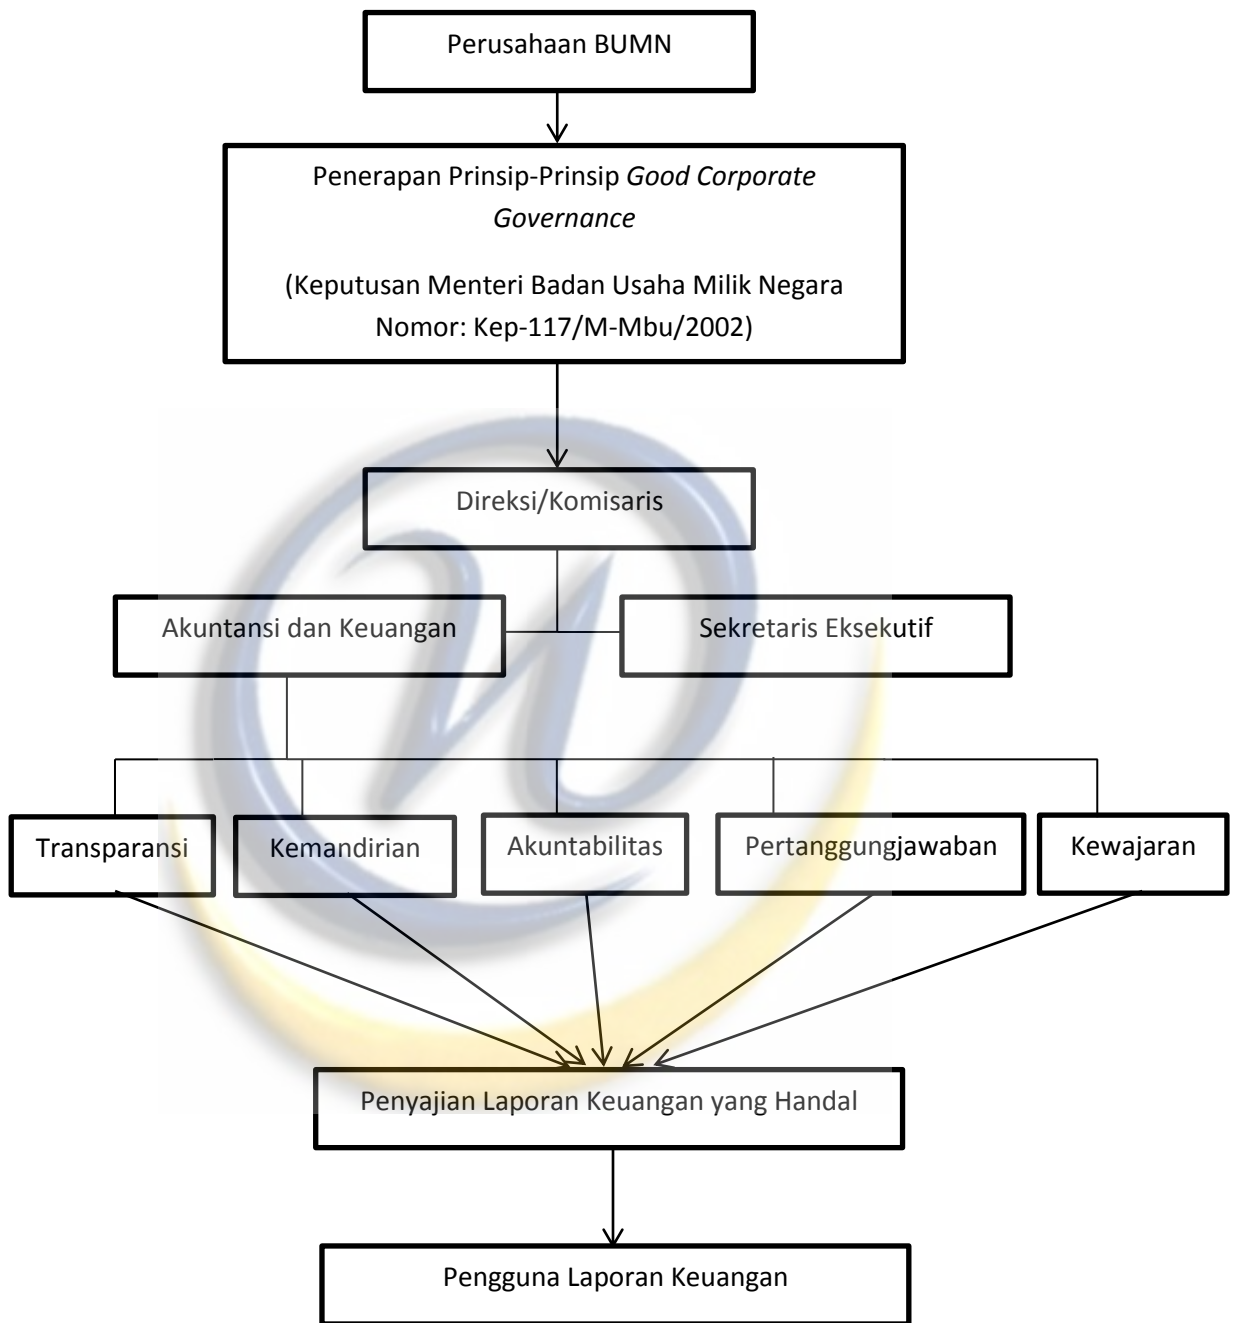 Perusahaan BUMN
Penerapan Prinsip-Prinsip Good Corporate
Governance
(Keputusan Menteri Badan Usaha Milik Negara
Nomor: Kep-117/M-Mbu/2002)
Direksi/Komisaris
Akuntansi dan Keuangan
Sekretaris Eksekutif
Transparansi
Kemandirian
Akuntabilitas
Pertanggungjawaban
Kewajaran
Penyajian Laporan Keuangan yang Handal
Pengguna Laporan Keuangan